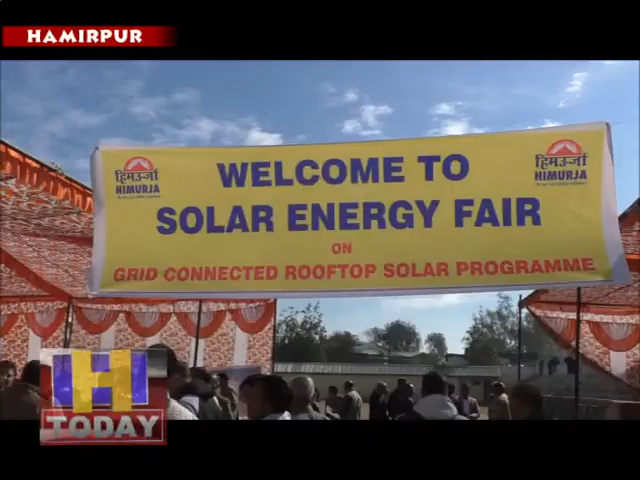 HAMIRPUR
हिमऊर्जा
HIMURJA
WELCOME TO
हिमऊर्जा
HIMURJA
SOLAR ENERGY FAIR
ON
GRID CONNECTED ROOFTOP SOLAR PROGRAMME
H
TODAY